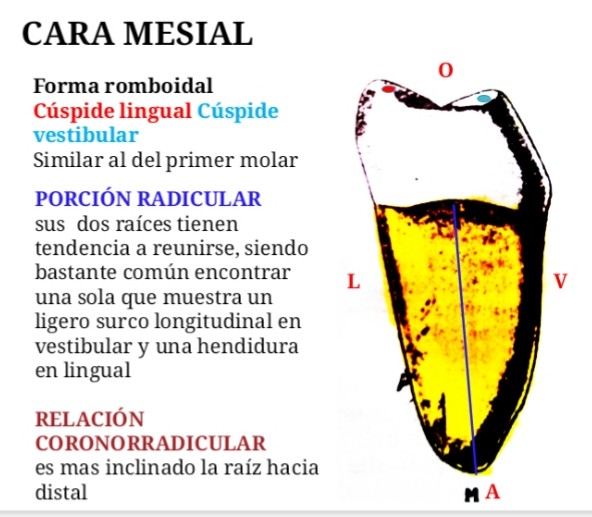 CARA MESIAL
Forma romboidal
Cúspide lingual Cúspide
vestibular
Similar al del primer molar
PORCIÓN RADICULAR
sus dos raíces tienen
tendencia a reunirse, siendo
bastante común encontrar
una sola que muestra un
ligero surco longitudinal en
vestibular y una hendidura
en lingual
RELACIÓN
CORONORRADICULAR
es mas inclinado la raíz hacia
distal
O
L
V
M A